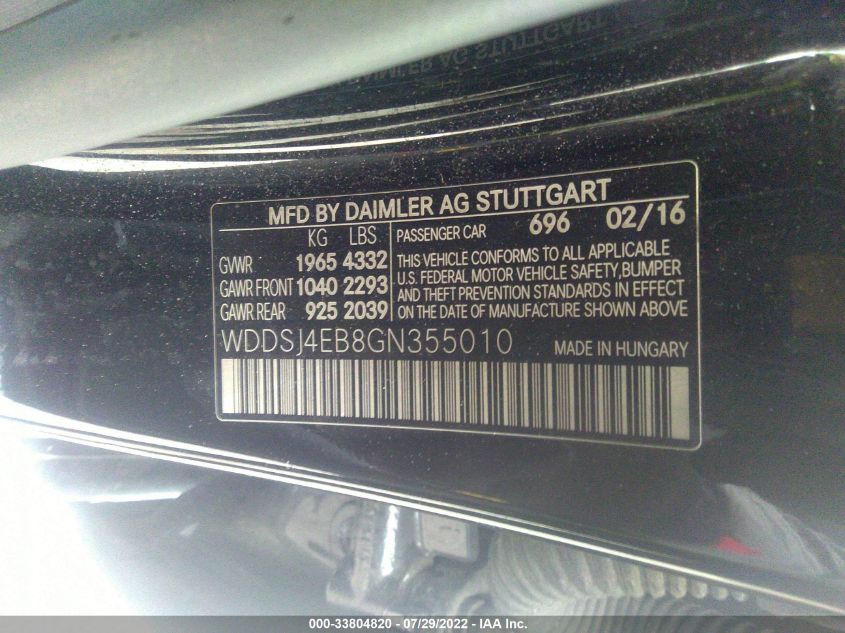 MFD BY DAIMLER AG STUTTGART
KG LBS
GVWR 1965 4332
GAWR FRONT 1040 2293
GAWR REAR 925 2039
PASSENGER CAR 696 02/16
THIS VEHICLE CONFORMS TO ALL APPLICABLE
U.S. FEDERAL MOTOR VEHICLE SAFETY,BUMPER
AND THEFT PREVENTION STANDARDS IN EFFECT
ON THE DATE OF MANUFACTURE SHOWN ABOVE
WDDSJ4EB8GN355010 MADE IN HUNGARY
000-33804820 - 07/29/2022 - IAA Inc.